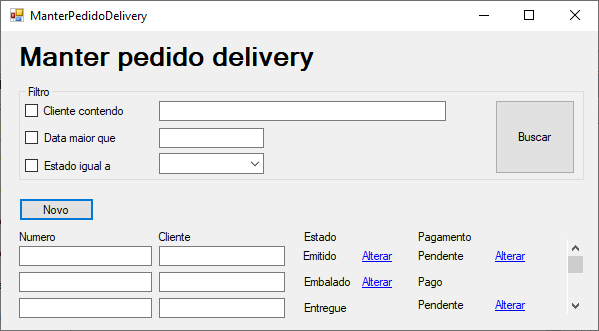 ManterPedidoDelivery
Manter pedido delivery
Filtro
Cliente contendo
Data maior que
Estado igual a
Buscar
Novo
Numero Cliente Estado Pagamento
Emitido Alterar Pendente Alterar
Embalado Alterar Pago
Entregue Pendente Alterar